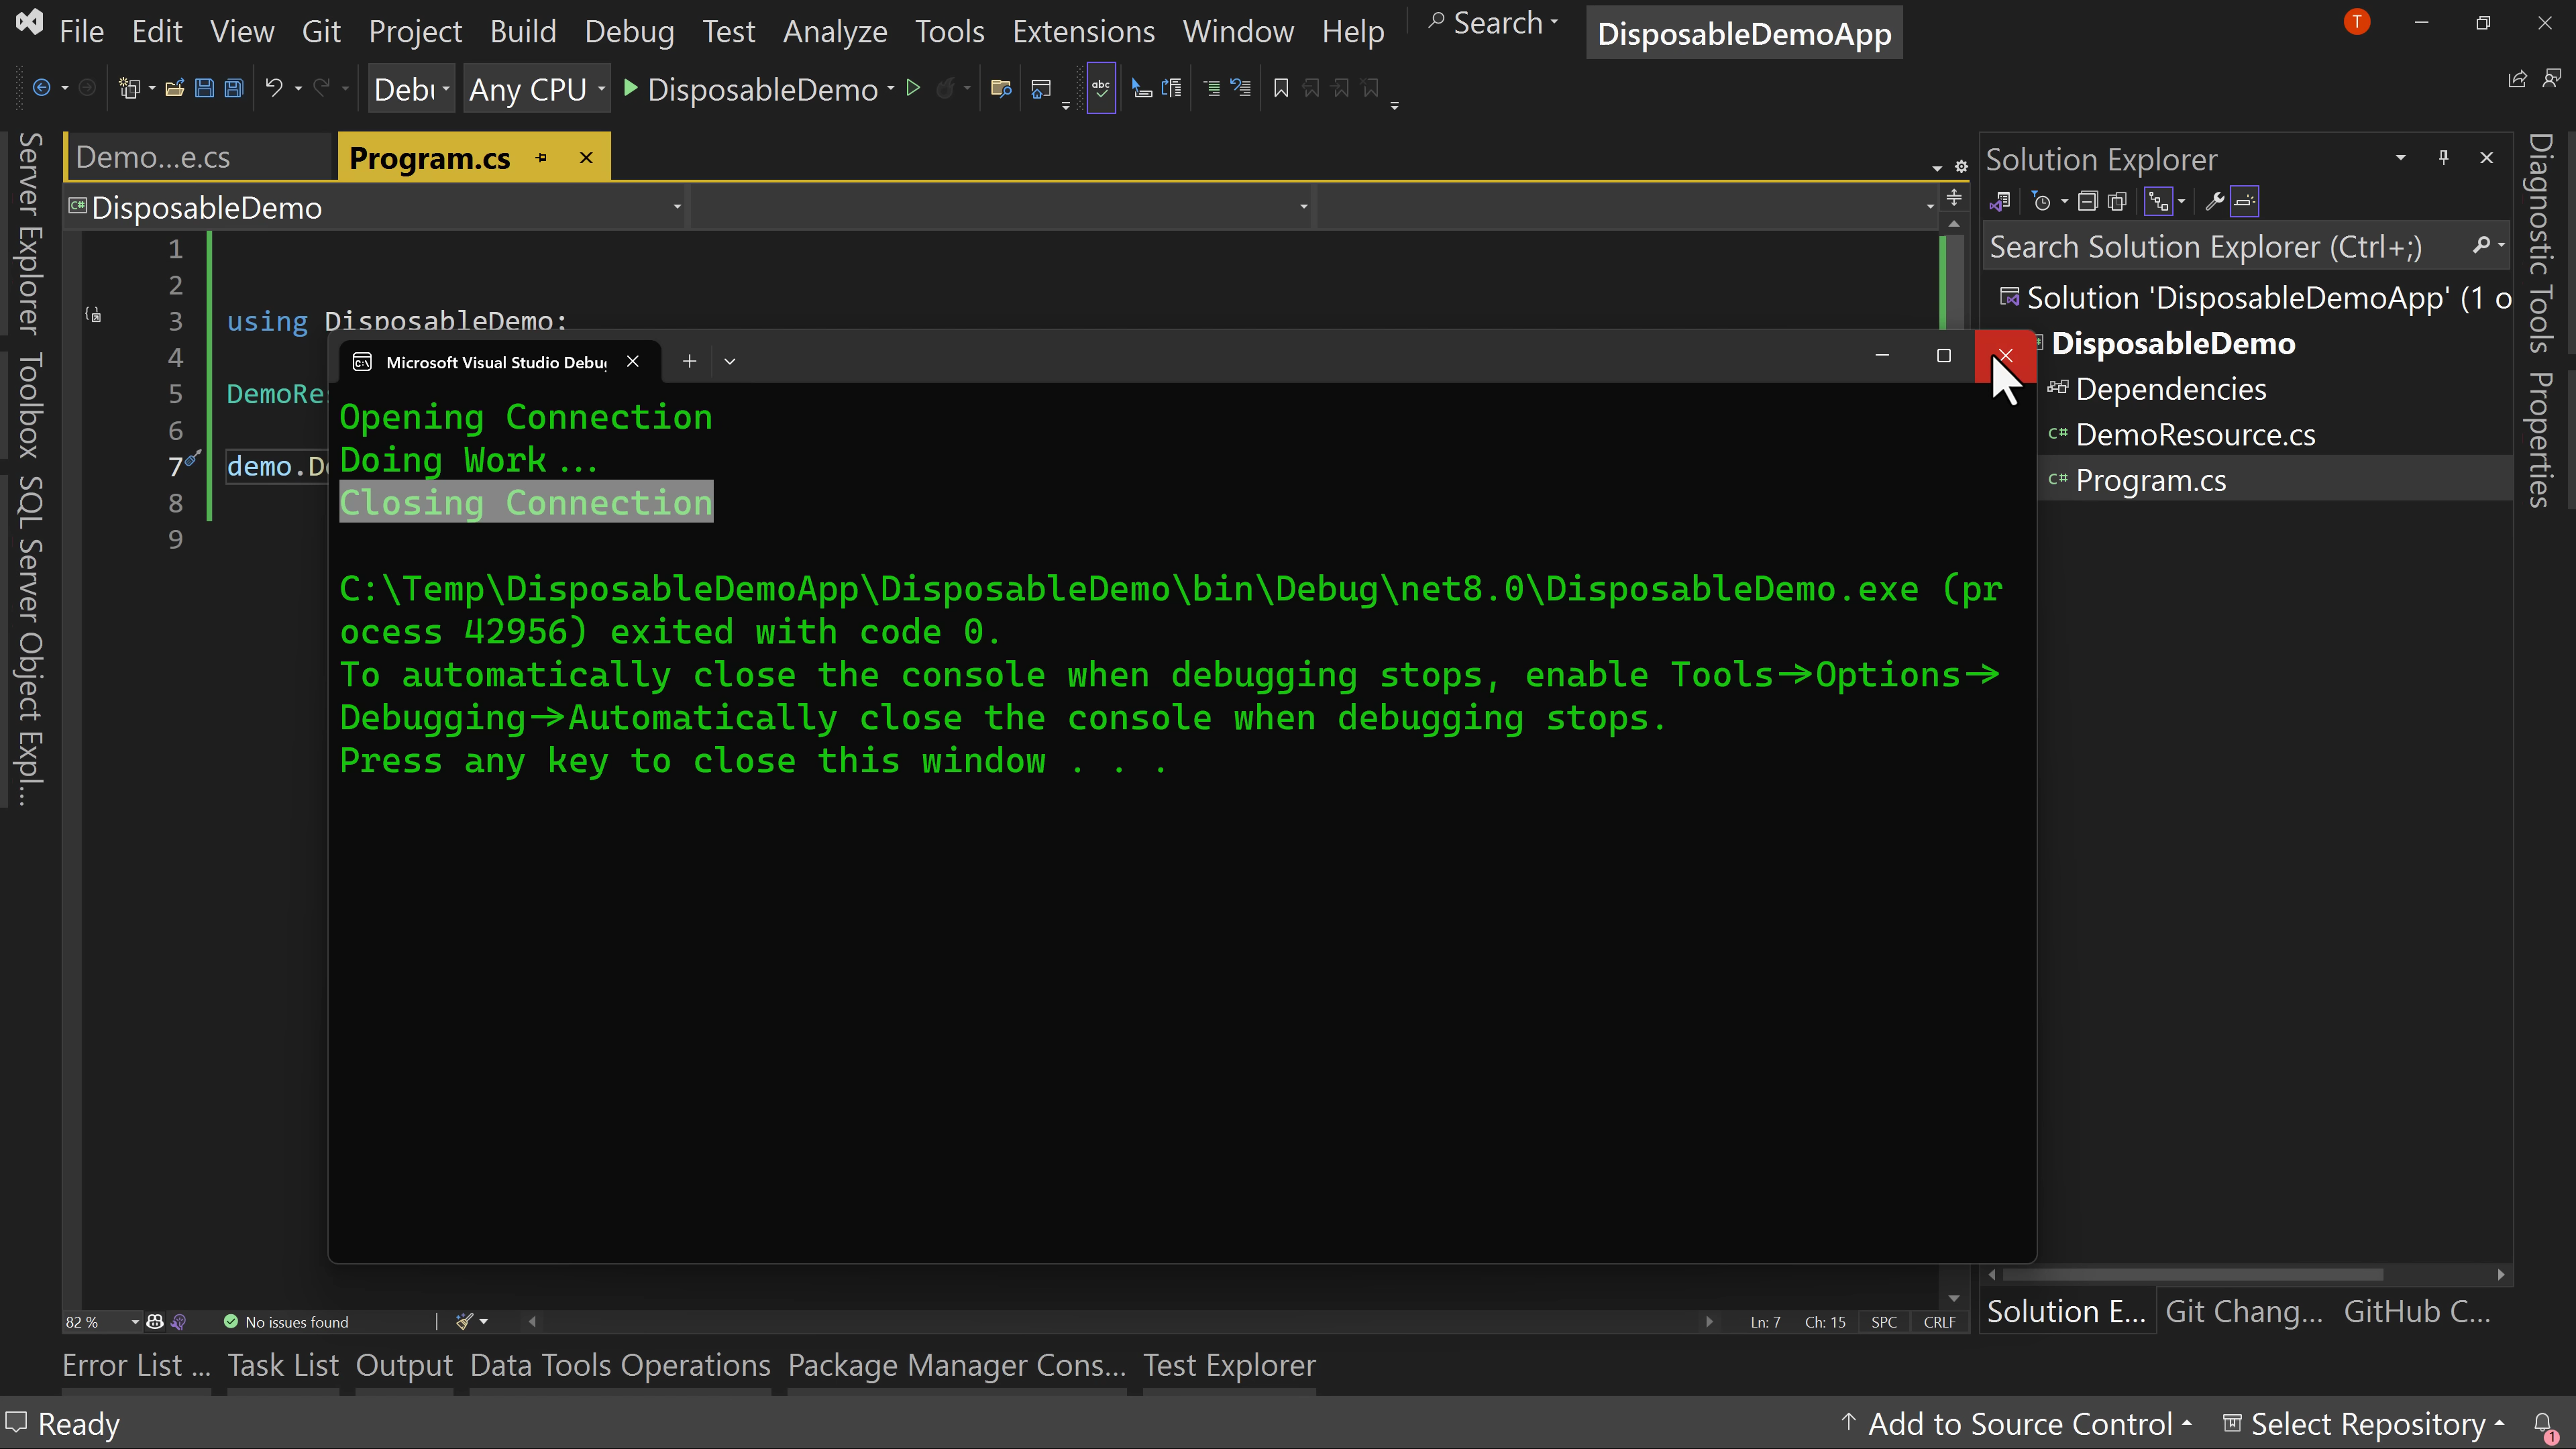 File Edit View Git Project Build Debug Test Analyze Tools Extensions Window Help Search DisposableDemoApp T
Debu Any CPU DisposableDemo abc
Server Explorer Toolbox SQL Server Object Expl...
Demo...e.cs Program.cs
C# DisposableDemo
1
2
3 using DisposableDemo;
4
5 DemoRes
6
7 demo.Do
8
9
Microsoft Visual Studio Debug
Opening Connection
Doing Work ...
Closing Connection
C:\Temp\DisposableDemoApp\DisposableDemo\bin\Debug\net8.0\DisposableDemo.exe (pr
ocess 42956) exited with code 0.
To automatically close the console when debugging stops, enable Tools->Options->
Debugging->Automatically close the console when debugging stops.
Press any key to close this window . . .
Solution Explorer
Search Solution Explorer (Ctrl+;)
Solution 'DisposableDemoApp' (1 o
DisposableDemo
Dependencies
C# DemoResource.cs
C# Program.cs
Diagnostic Tools Properties
82 % No issues found Ln: 7 Ch: 15 SPC CRLF
Solution E... Git Chang... GitHub C...
Error List ... Task List Output Data Tools Operations Package Manager Cons... Test Explorer
Ready Add to Source Control Select Repository 1